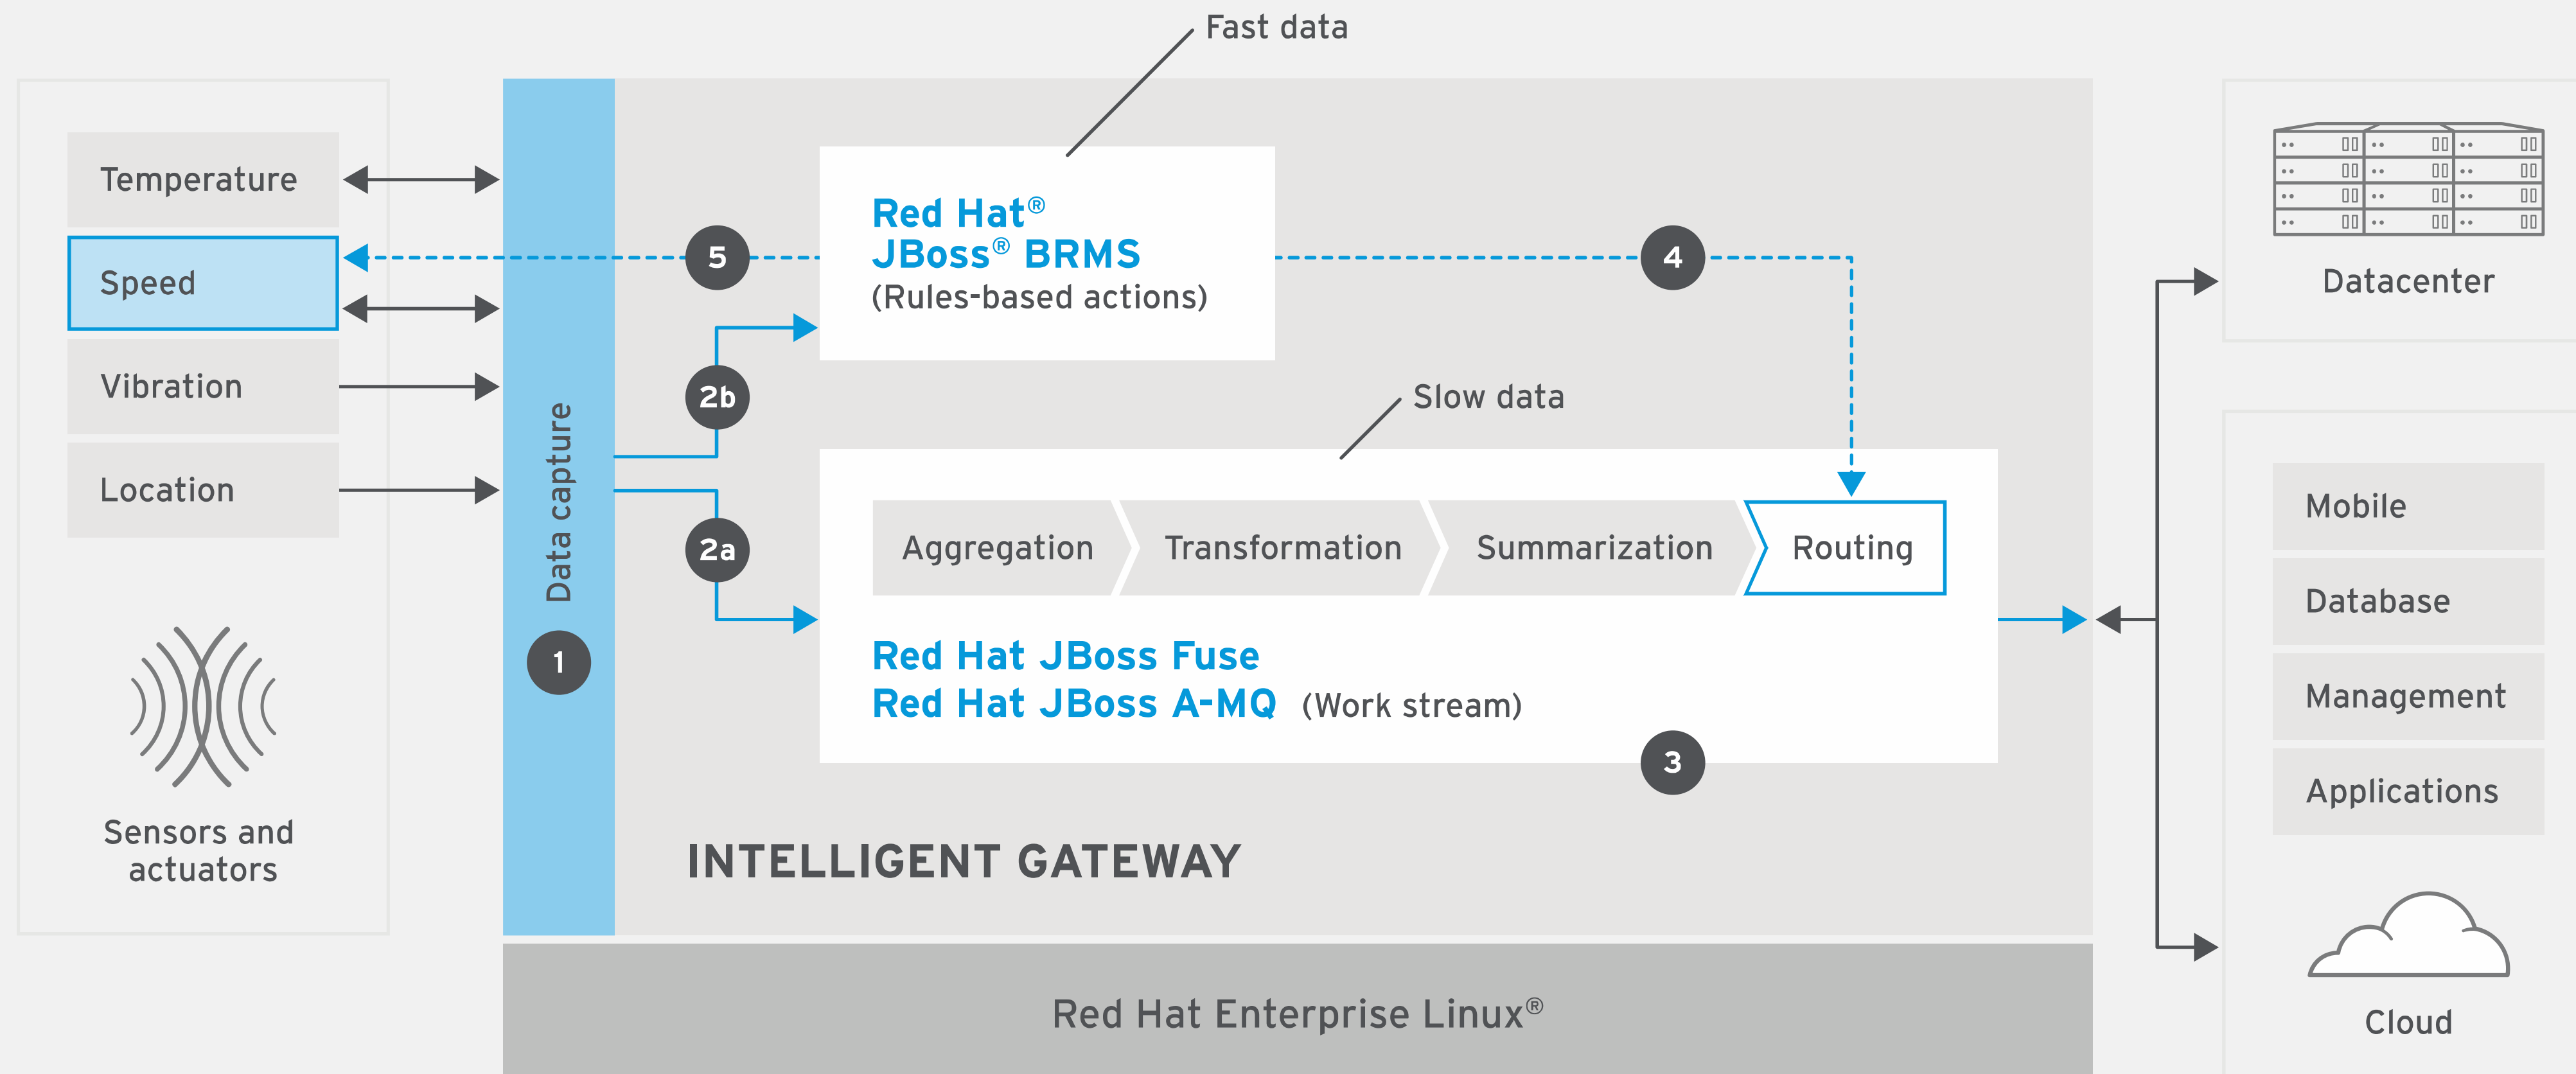 Fast data
Temperature
Speed
Vibration
Location
Sensors and
actuators
Data capture
1
5
2b
2a
Red Hat®
JBoss® BRMS
(Rules-based actions)
4
Slow data
Aggregation
Transformation
Summarization
Routing
Red Hat JBoss Fuse
Red Hat JBoss A-MQ (Work stream)
3
INTELLIGENT GATEWAY
Red Hat Enterprise Linux®
Datacenter
Mobile
Database
Management
Applications
Cloud